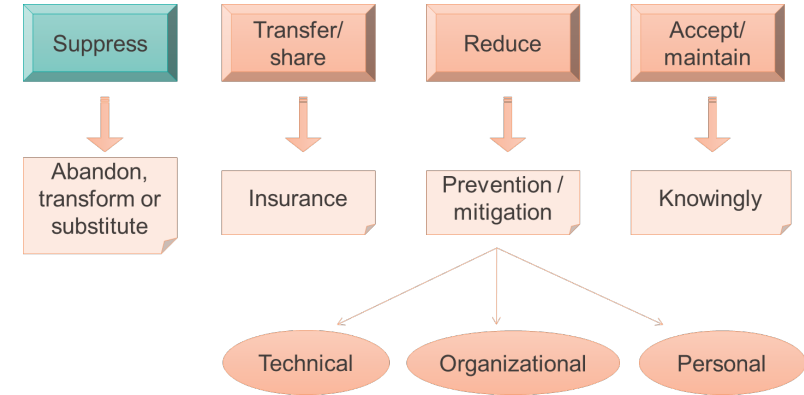 Suppress
Transfer/
share
Reduce
Accept/
maintain
Abandon,
transform or
substitute
Insurance
Prevention /
mitigation
Knowingly
Technical
Organizational
Personal